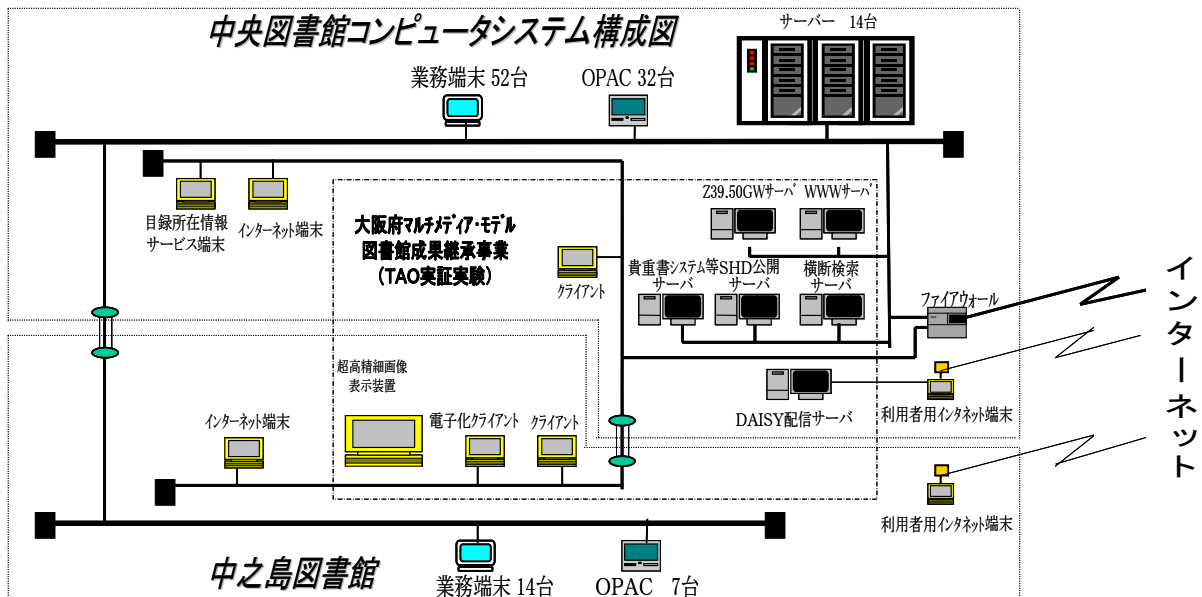 中央図書館コンピュータシステム構成図
サーバー 14台
業務端末 52台
OPAC 32台
目録所在情報
サービス端末
インターネット端末
大阪府マルチメディア・モデル
図書館成果継承事業
(TAO実証実験)
クライアント
Z39.50GWサーバ
WWWサーバ
貴重書システム等
サーバ
SHD公開
サーバ
横断検索
サーバ
ファイアウォール
インターネット
超高精細画像
表示装置
DAISY配信サーバ
利用者用インタネット端末
インターネット端末
電子化クライアント
クライアント
利用者用インタネット端末
中之島図書館
業務端末 14台
OPAC 7台